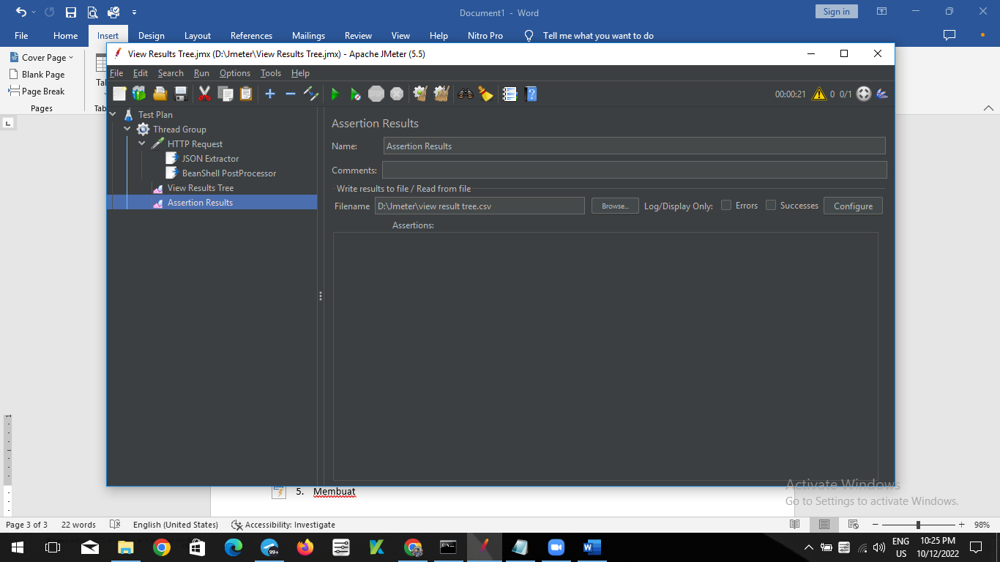 Document1 - Word
Sign in
File Home Insert Design Layout References Mailings Review View Help Nitro Pro Tell me what you want to do
Cover Page
Blank Page
Page Break
Pages
View Results Tree.jmx (D:\Jmeter\View Results Tree.jmx) - Apache JMeter (5.5)
File Edit Search Run Options Tools Help
STOP
00:00:21 0 0/1
Test Plan
Thread Group
HTTP Request
JSON Extractor
BeanShell PostProcessor
View Results Tree
Assertion Results
Assertion Results
Name: Assertion Results
Comments:
Write results to file / Read from file
Filename D:\Jmeter\view result tree.csv Browse... Log/Display Only: Errors Successes Configure
Assertions:
5. Membuat
Activate Windows
Go to Settings to activate Windows.
Page 3 of 3 22 words English (United States) Accessibility: Investigate 98%
99+
ENG
US
10:25 PM
10/12/2022